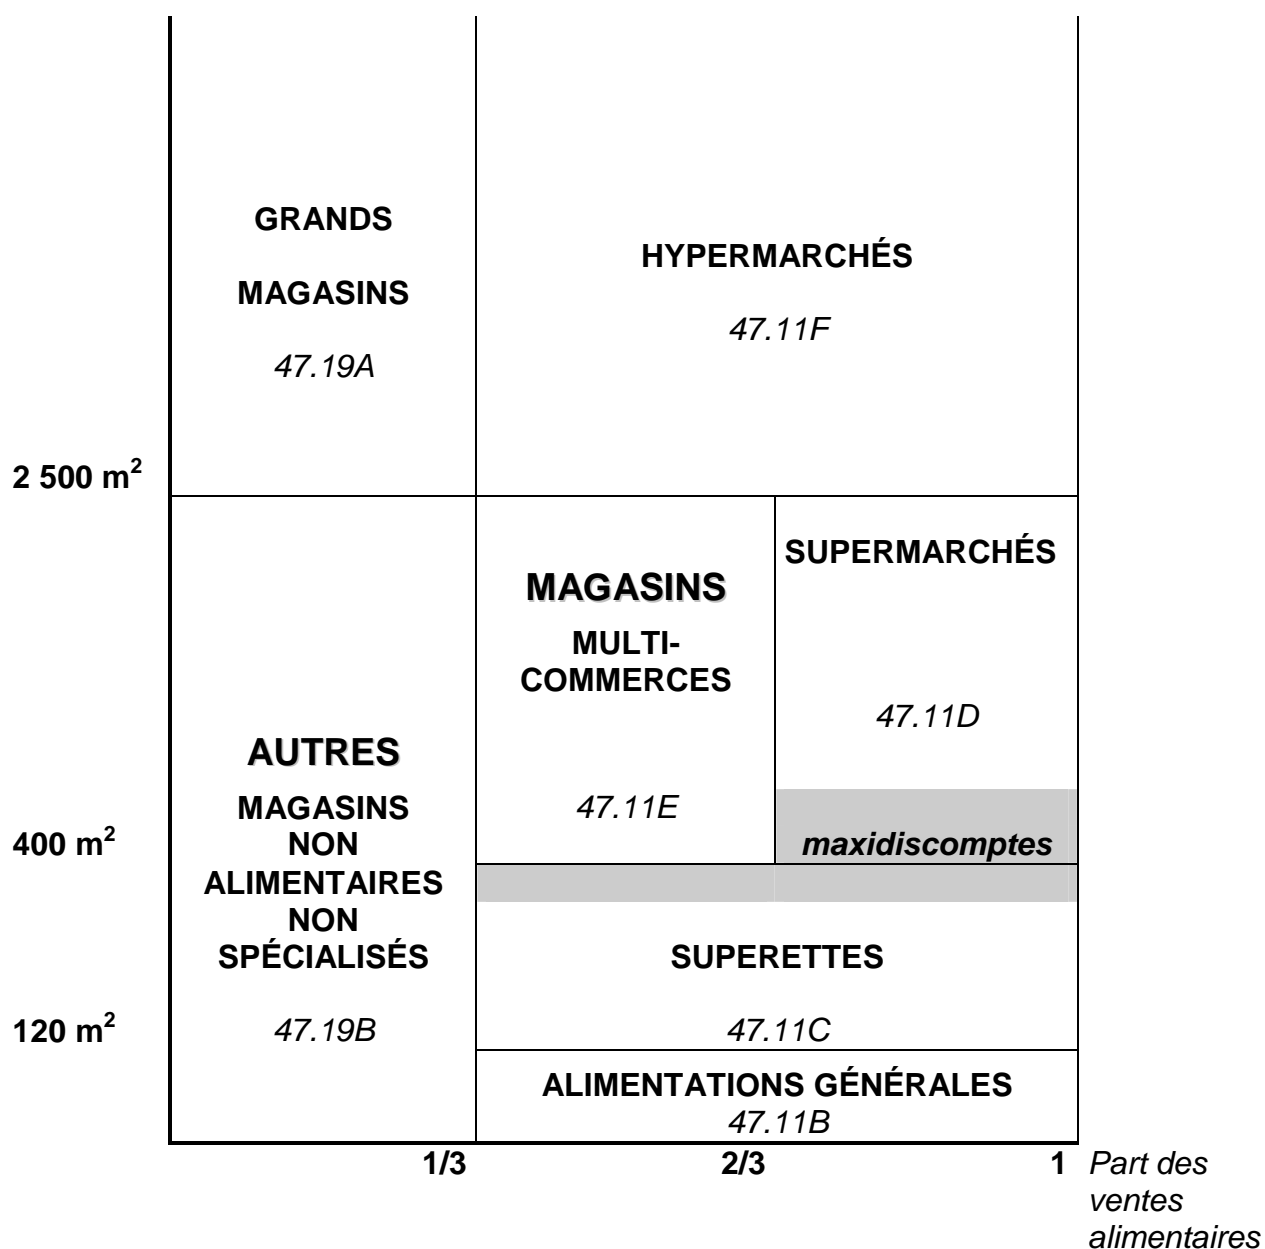 GRANDS
MAGASINS
47.19A
HYPERMARCHÉS
47.11F
2 500 m²
MAGASINS
MULTI-
COMMERCES
47.11E
SUPERMARCHÉS
47.11D
maxidiscomptes
400 m²
AUTRES
MAGASINS
NON
ALIMENTAIRES
NON
SPÉCIALISÉS
47.19B
SUPERETTES
47.11C
120 m²
ALIMENTATIONS GÉNÉRALES
47.11B
1/3
2/3
1
Part des
ventes
alimentaires